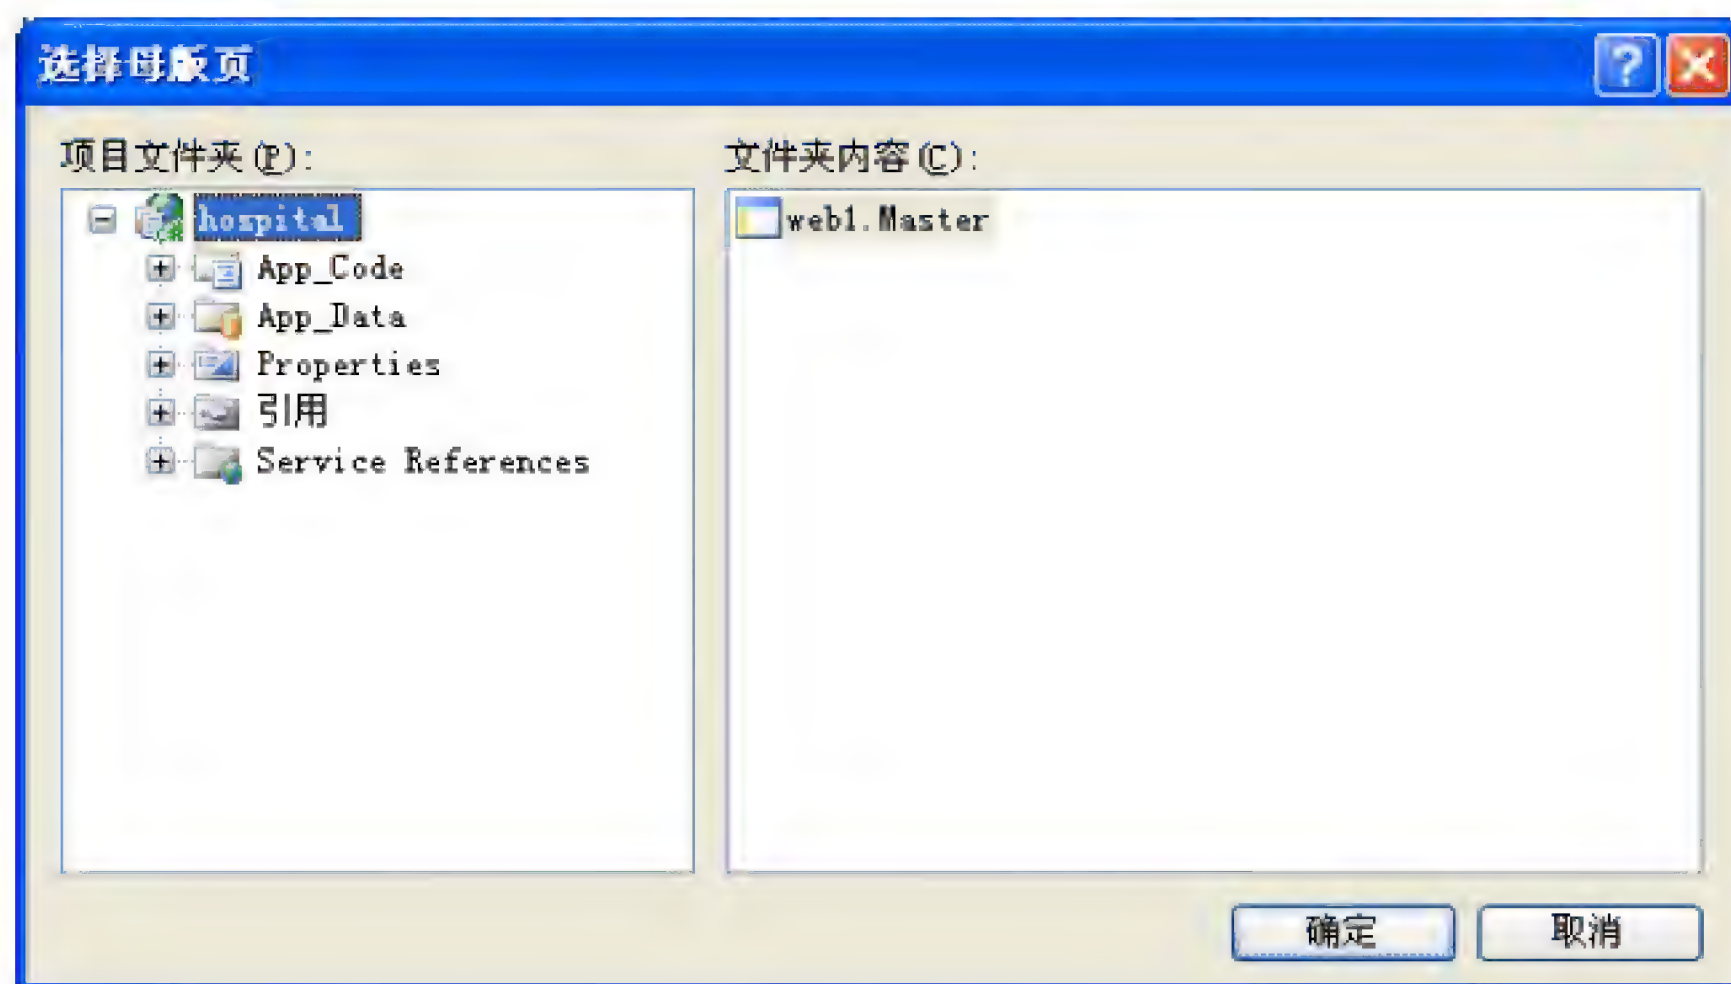 选择母版页
项目文件夹(P):
hospital
App_Code
App_Data
Properties
引用
Service References
文件夹内容(C):
web1.Master
确定
取消